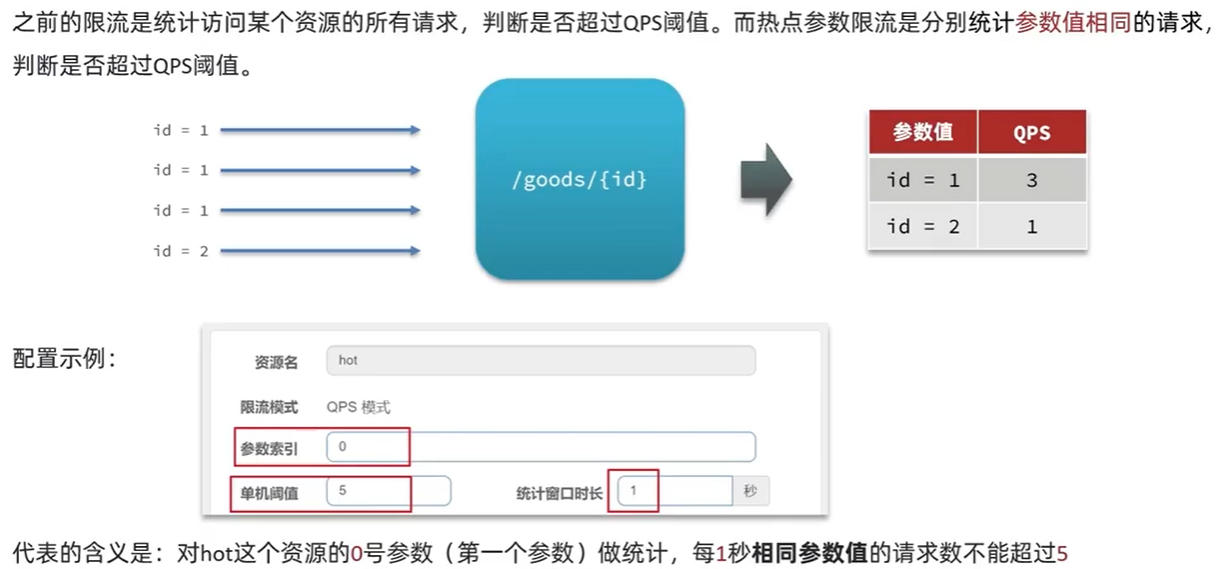 之前的限流是统计访问某个资源的所有请求，判断是否超过QPS阈值。而热点参数限流是分别统计参数值相同的请求，
判断是否超过QPS阈值。
id = 1
id = 1
id = 1
id = 2
/goods/{id}
参数值 QPS
id = 1 3
id = 2 1
配置示例：
资源名 hot
限流模式 QPS 模式
参数索引 0
单机阈值 5 统计窗口时长 1 秒
代表的含义是：对hot这个资源的0号参数（第一个参数）做统计，每1秒相同参数值的请求数不能超过5